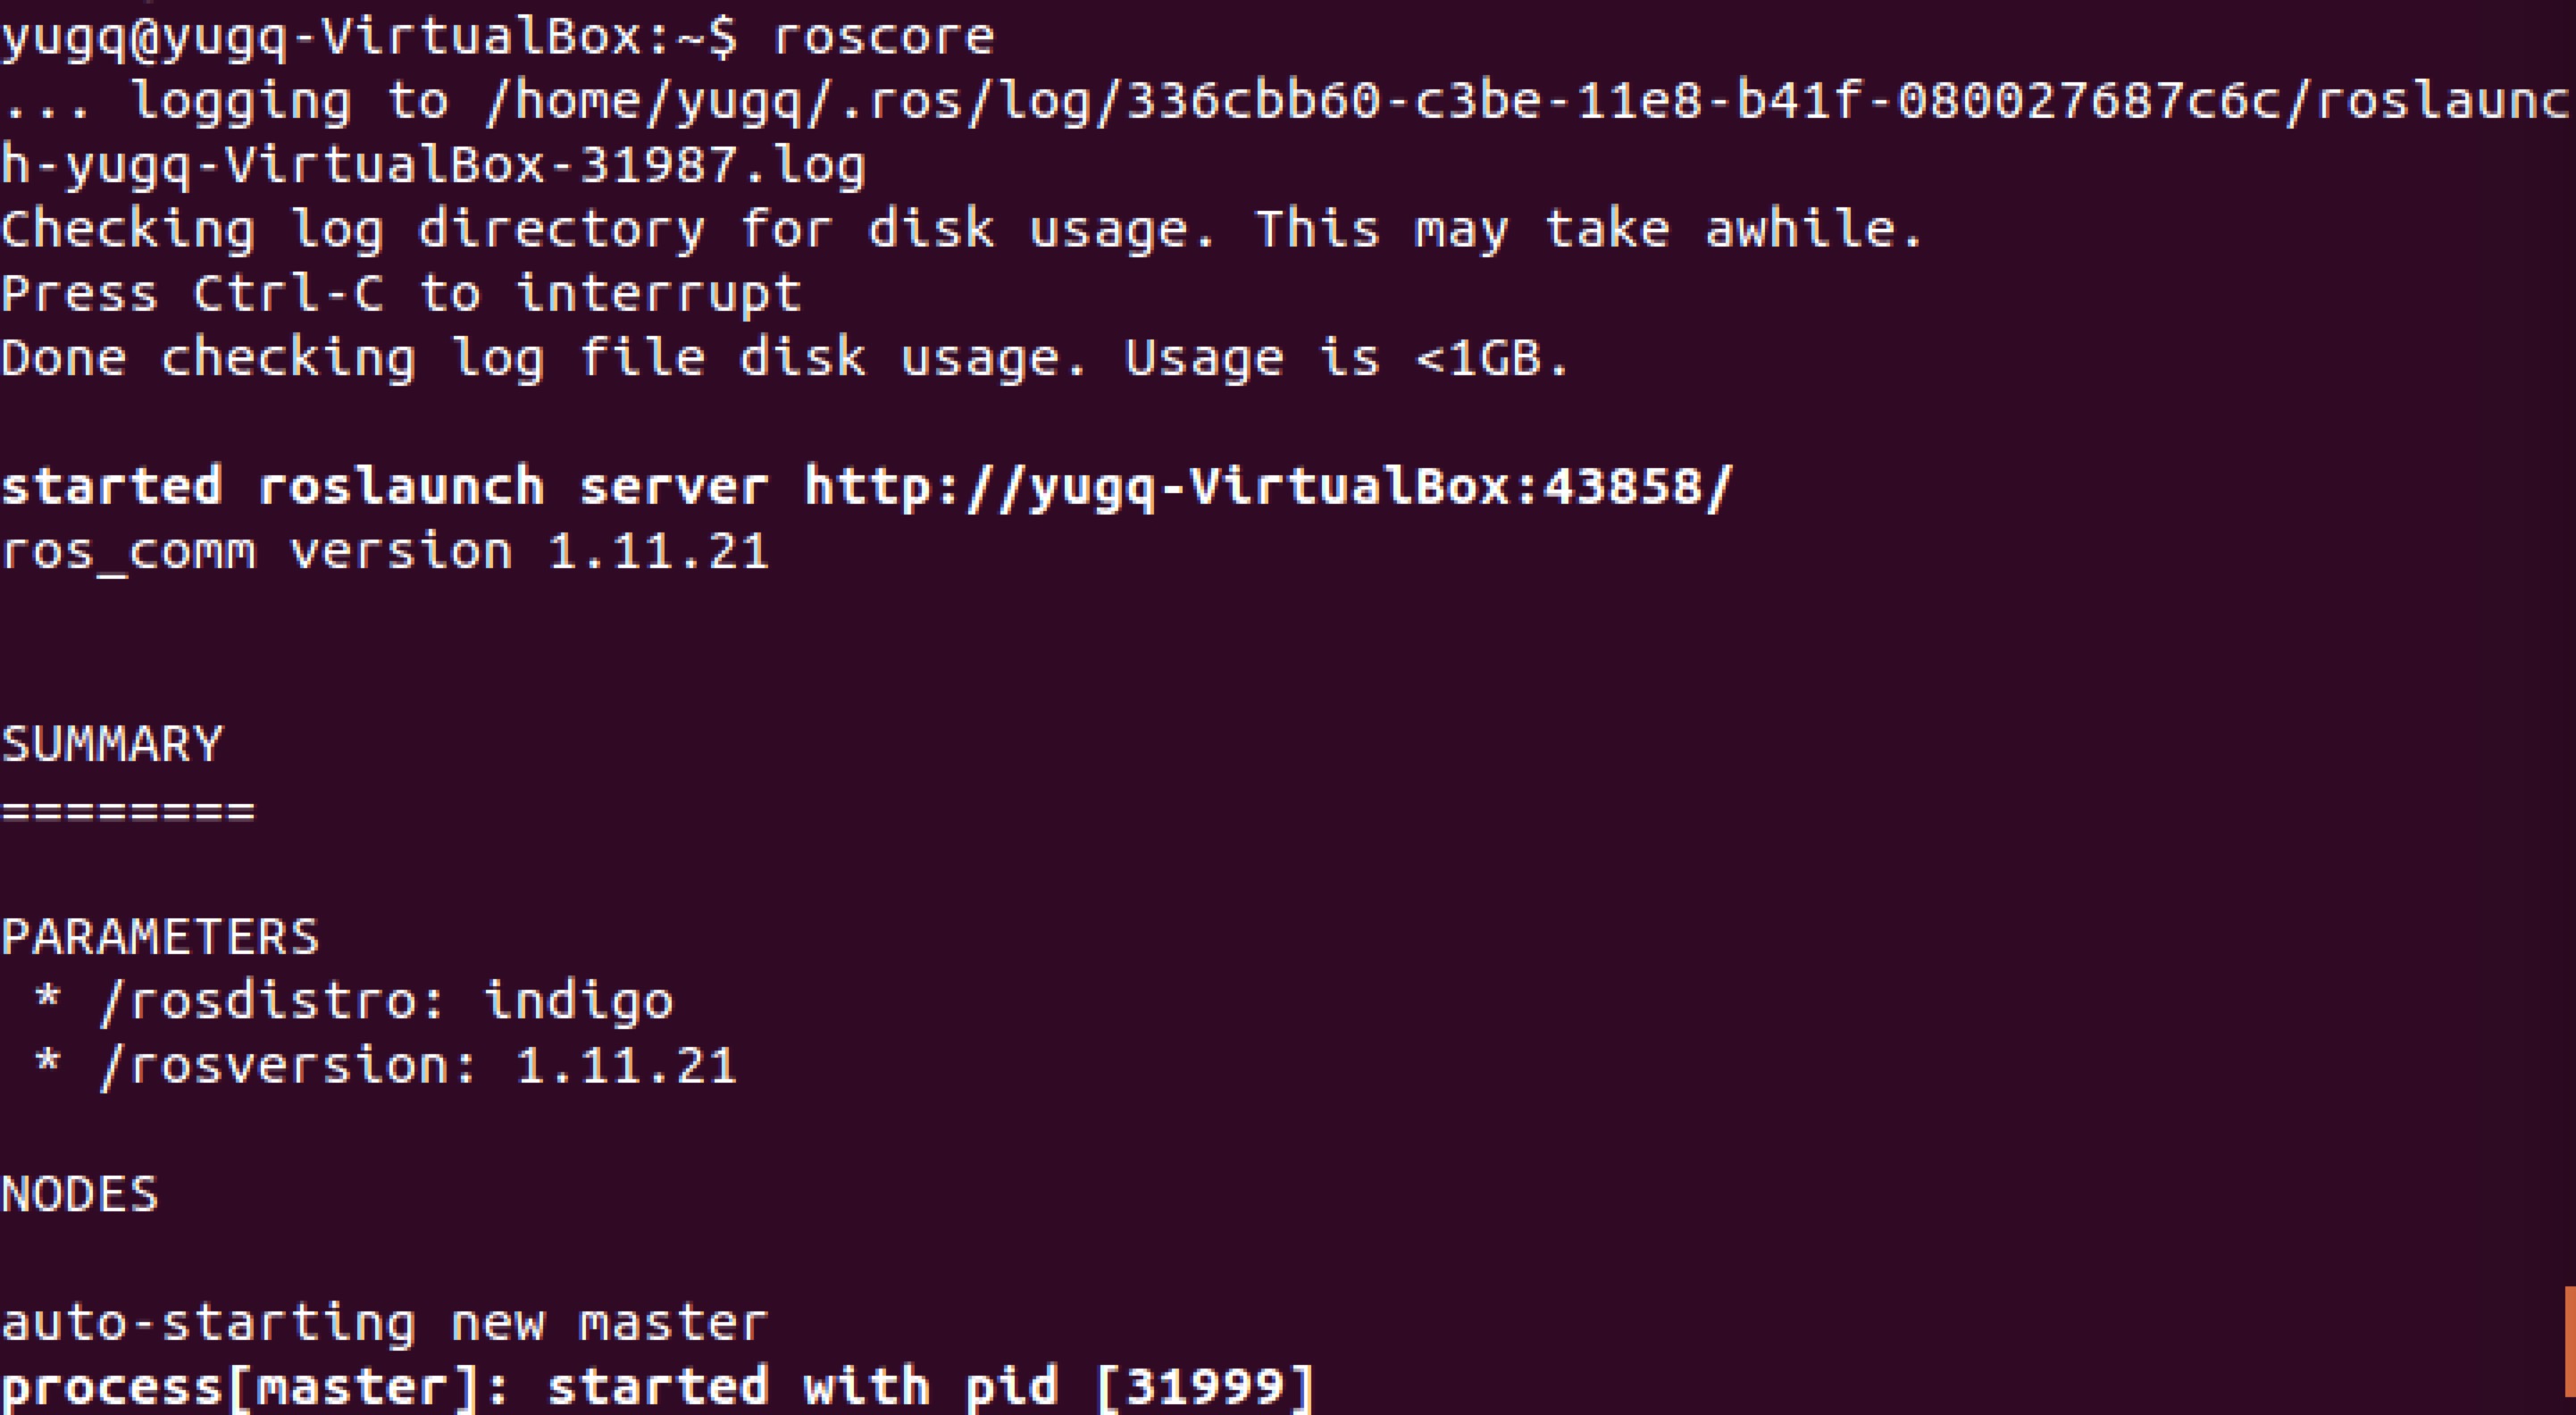 yugq@yugq-VirtualBox:~$ roscore
... logging to /home/yugq/.ros/log/336cbb60-c3be-11e8-b41f-080027687c6c/roslaunc
h-yugq-VirtualBox-31987.log
Checking log directory for disk usage. This may take awhile.
Press Ctrl-C to interrupt
Done checking log file disk usage. Usage is <1GB.
started roslaunch server http://yugq-VirtualBox:43858/
ros_comm version 1.11.21
SUMMARY
========
PARAMETERS
 * /rosdistro: indigo
 * /rosversion: 1.11.21
NODES
auto-starting new master
process[master]: started with pid [31999]